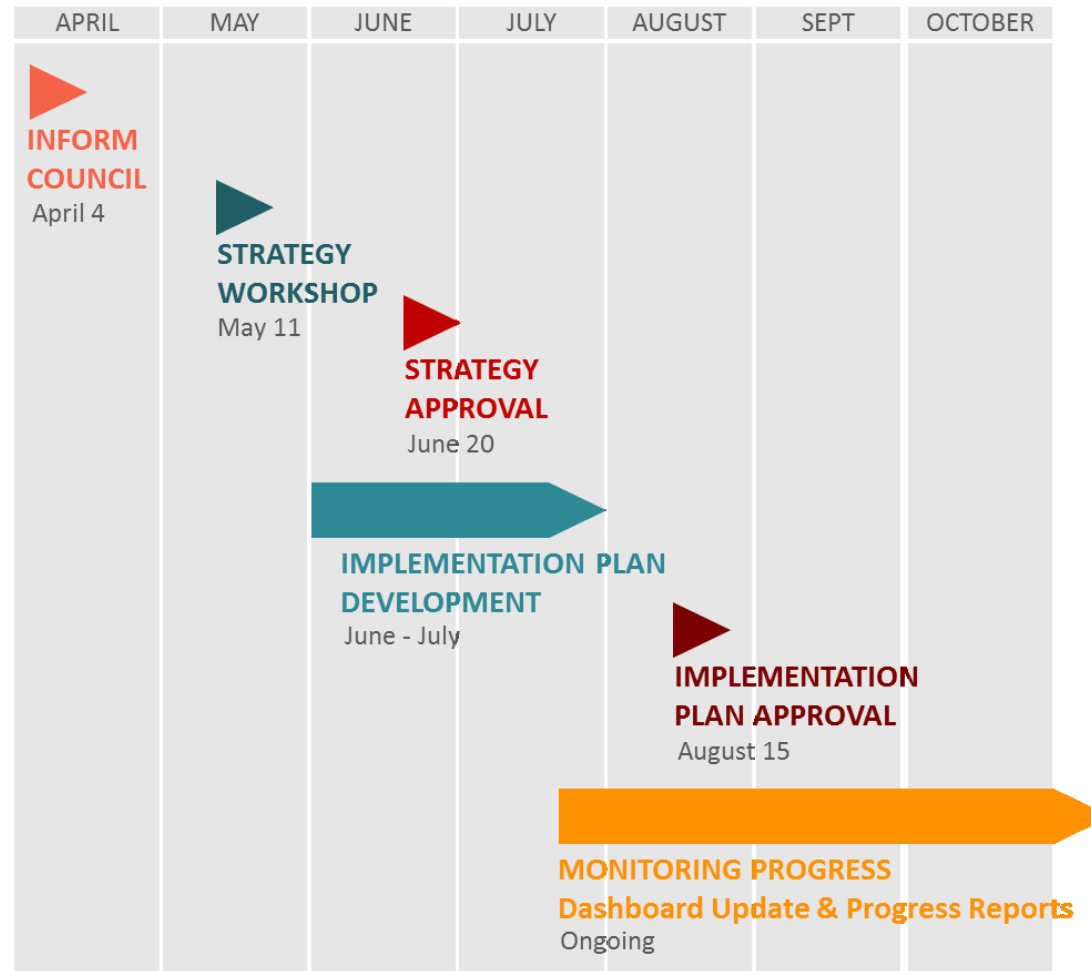 APRIL MAY JUNE JULY AUGUST SEPT OCTOBER
INFORM
COUNCIL
April 4
STRATEGY
WORKSHOP
May 11
STRATEGY
APPROVAL
June 20
IMPLEMENTATION PLAN
DEVELOPMENT
June - July
IMPLEMENTATION
PLAN APPROVAL
August 15
MONITORING PROGRESS
Dashboard Update & Progress Reports
Ongoing